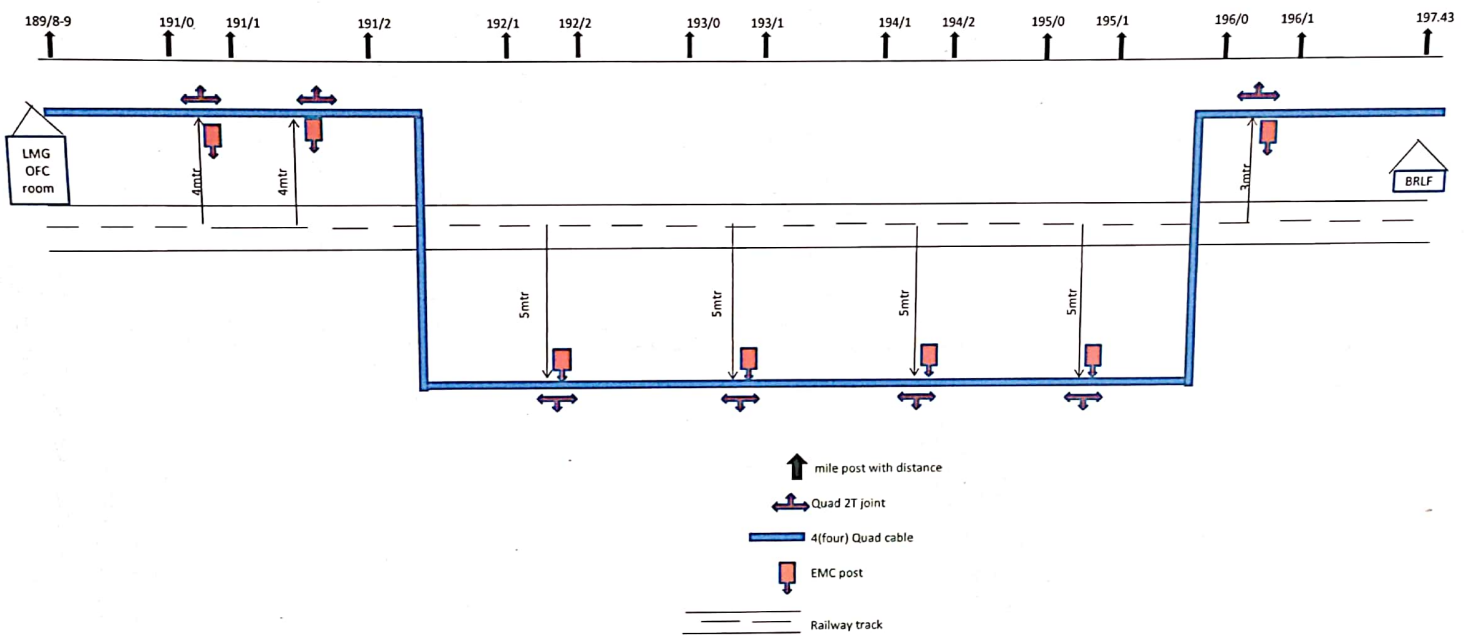 189/8-9 191/0 191/1 191/2 192/1 192/2 193/0 193/1 194/1 194/2 195/0 195/1 196/0 196/1 197.43
LMG
OFC
room
4mtr
4mtr
3mtr
BRLF
5mtr
5mtr
5mtr
5mtr
mile post with distance
Quad 2T joint
4(four) Quad cable
EMC post
Railway track